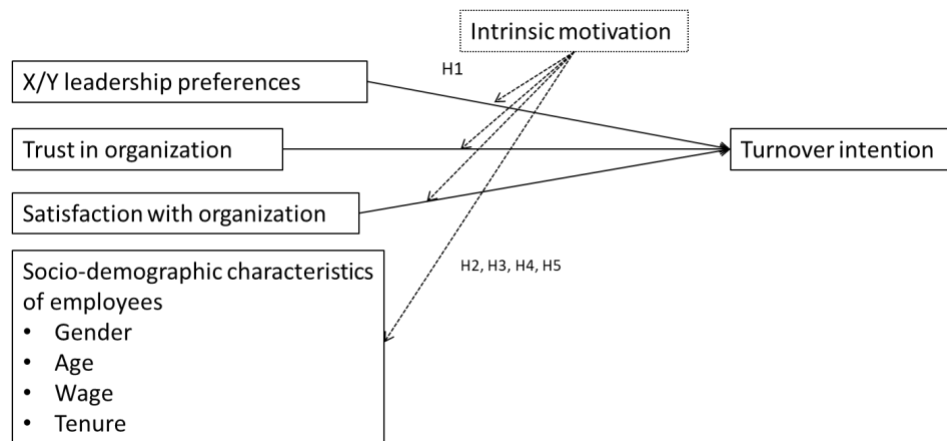 Intrinsic motivation
H1
X/Y leadership preferences
Trust in organization
Turnover intention
Satisfaction with organization
Socio-demographic characteristics
of employees
• Gender
• Age
• Wage
• Tenure
H2, H3, H4, H5